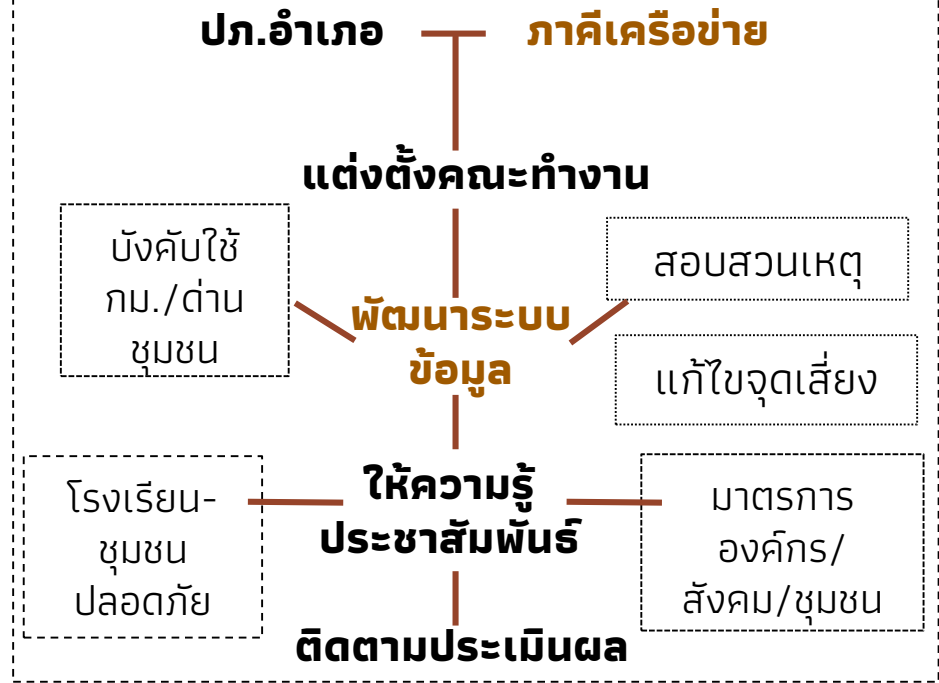 ปภ.อำเภอ
ภาคีเครือข่าย
แต่งตั้งคณะทำงาน
บังคับใช้
กม./ด่าน
ชุมชน
พัฒนาระบบ
ข้อมูล
สอบสวนเหตุ
แก้ไขจุดเสี่ยง
โรงเรียน-
ชุมชน
ปลอดภัย
ให้ความรู้
ประชาสัมพันธ์
มาตรการ
องค์กร/
สังคม/ชุมชน
ติดตามประเมินผล